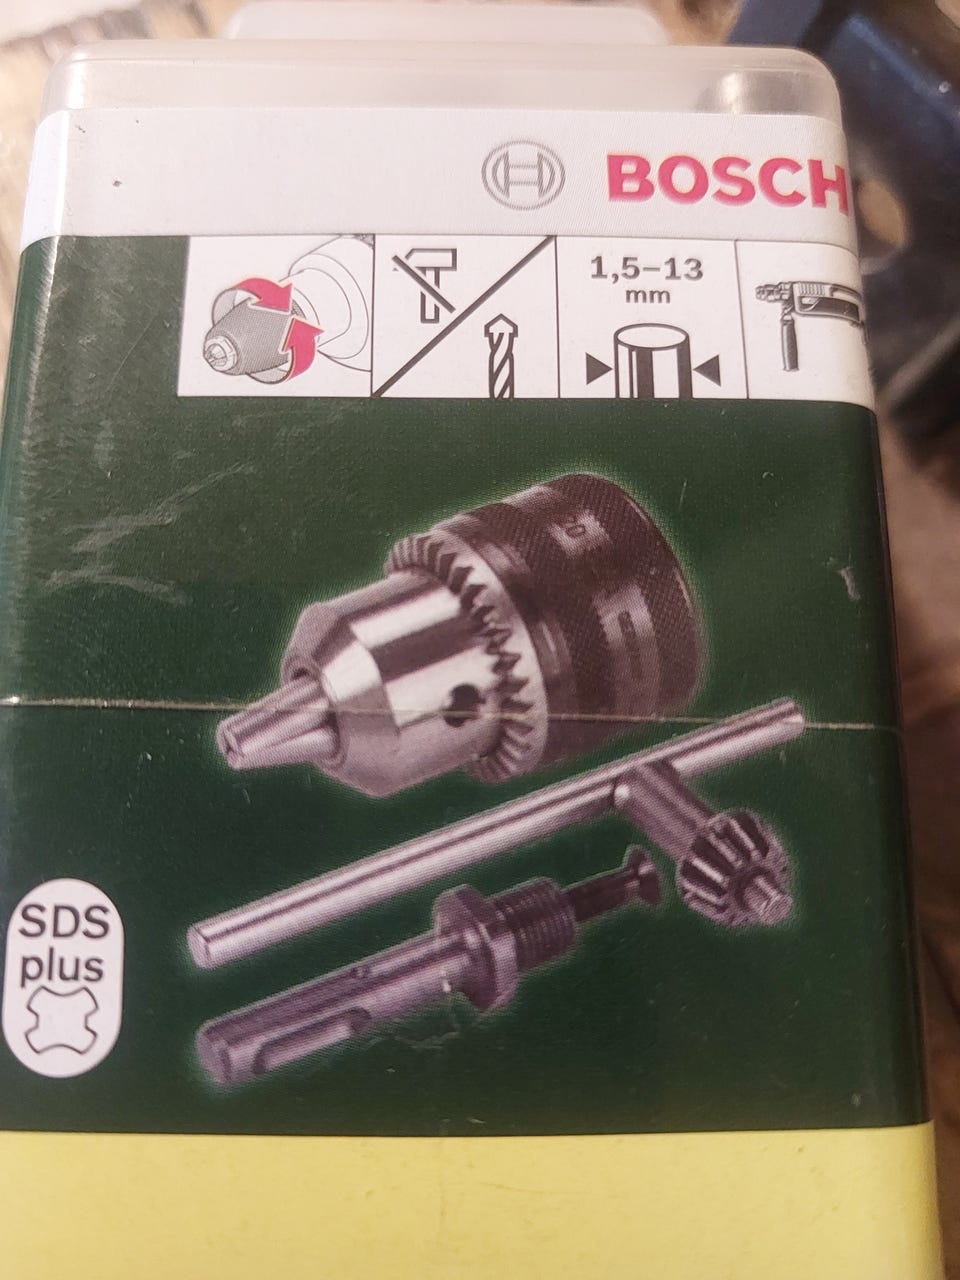 BOSCH
1,5–13
mm
SDS
plus